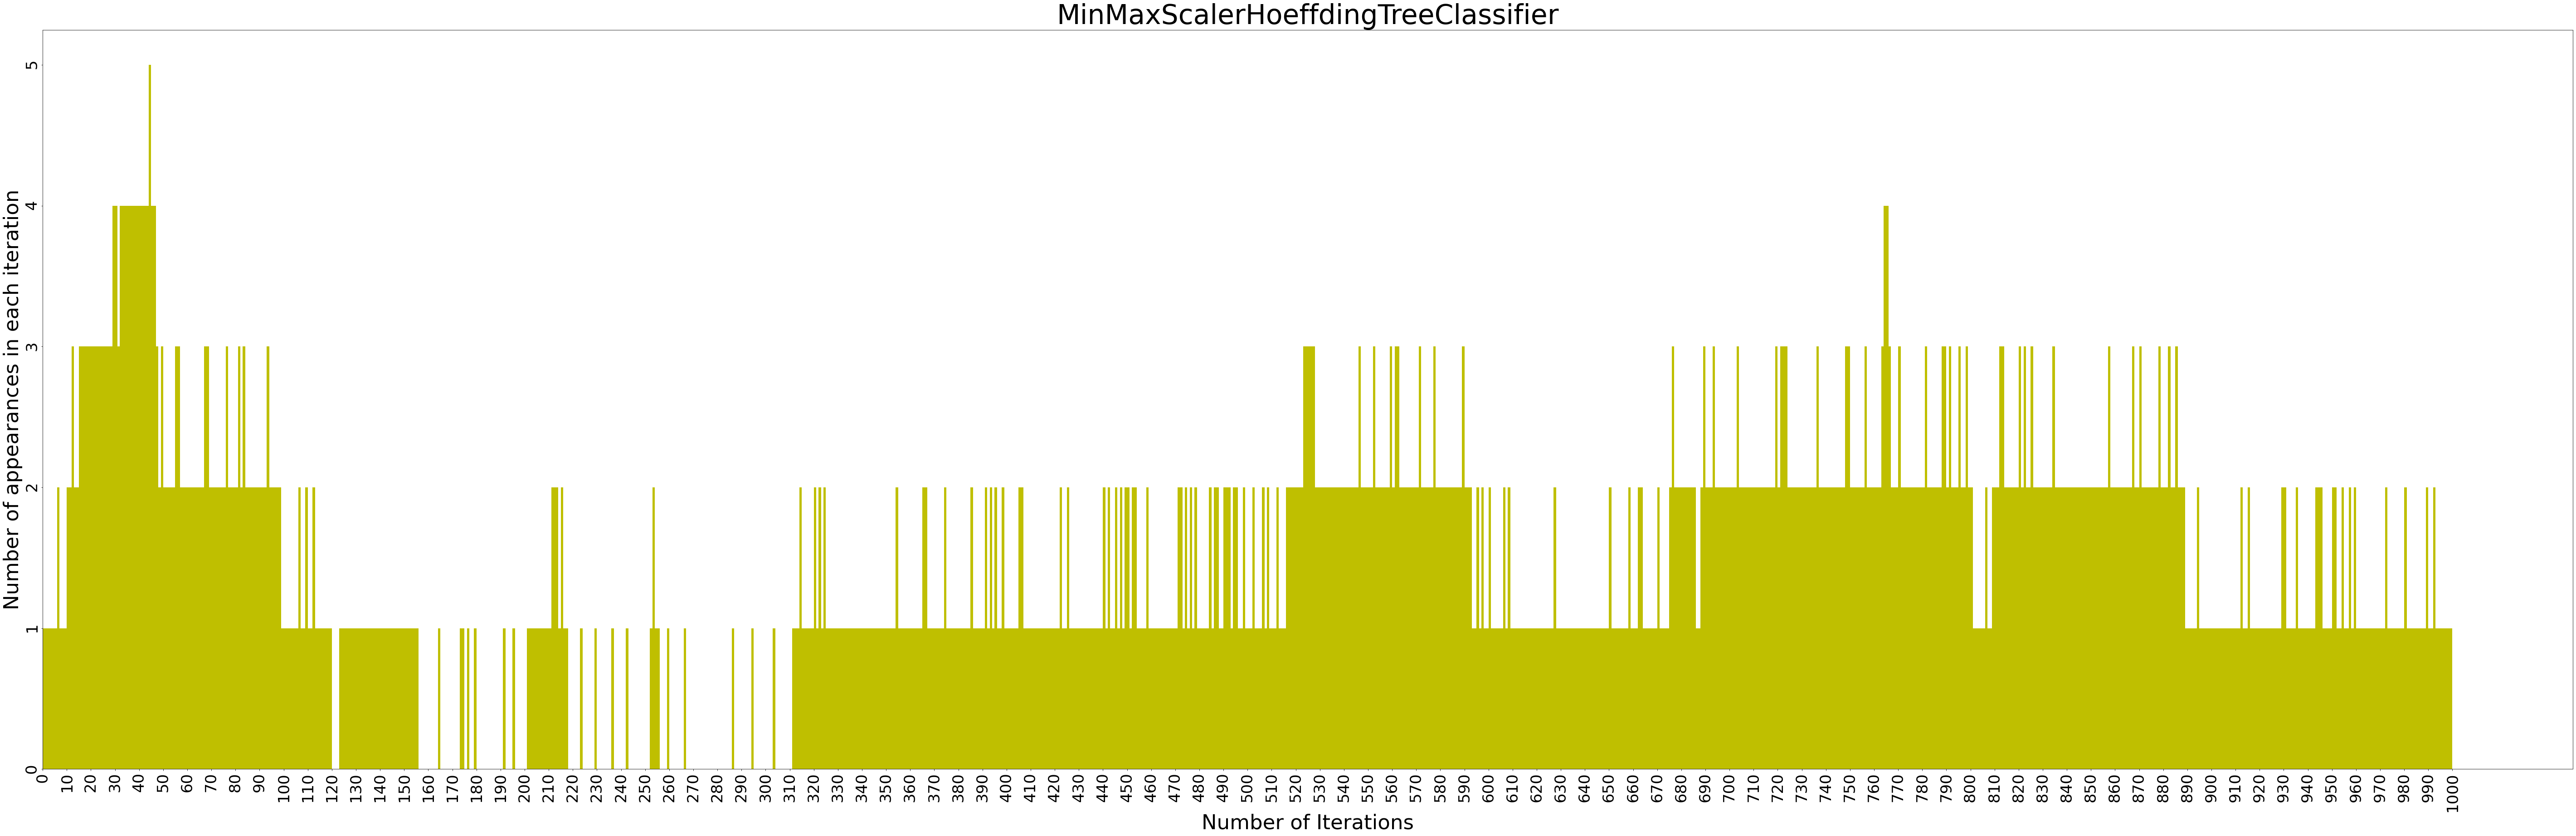 MinMaxScalerHoeffdingTreeClassifier
Number of appearances in each iteration
5
4
3
2
1
0
0 10 20 30 40 50 60 70 80 90 100 110 120 130 140 150 160 170 180 190 200 210 220 230 240 250 260 270 280 290 300 310 320 330 340 350 360 370 380 390 400 410 420 430 440 450 460 470 480 490 500 510 520 530 540 550 560 570 580 590 600 610 620 630 640 650 660 670 680 690 700 710 720 730 740 750 760 770 780 790 800 810 820 830 840 850 860 870 880 890 900 910 920 930 940 950 960 970 980 990 1000
Number of Iterations